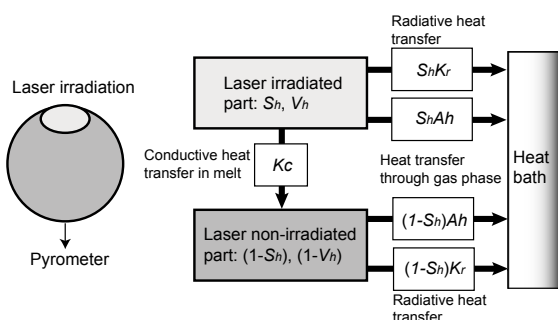 Laser irradiation
Pyrometer
Radiative heat
transfer
Laser irradiated
part: Sh, Vh
ShKr
ShAh
Conductive heat
transfer in melt
Kc
Heat transfer
through gas phase
Heat
bath
Laser non-irradiated
part: (1-Sh), (1-Vh)
(1-Sh)Ah
(1-Sh)Kr
Radiative heat
transfer